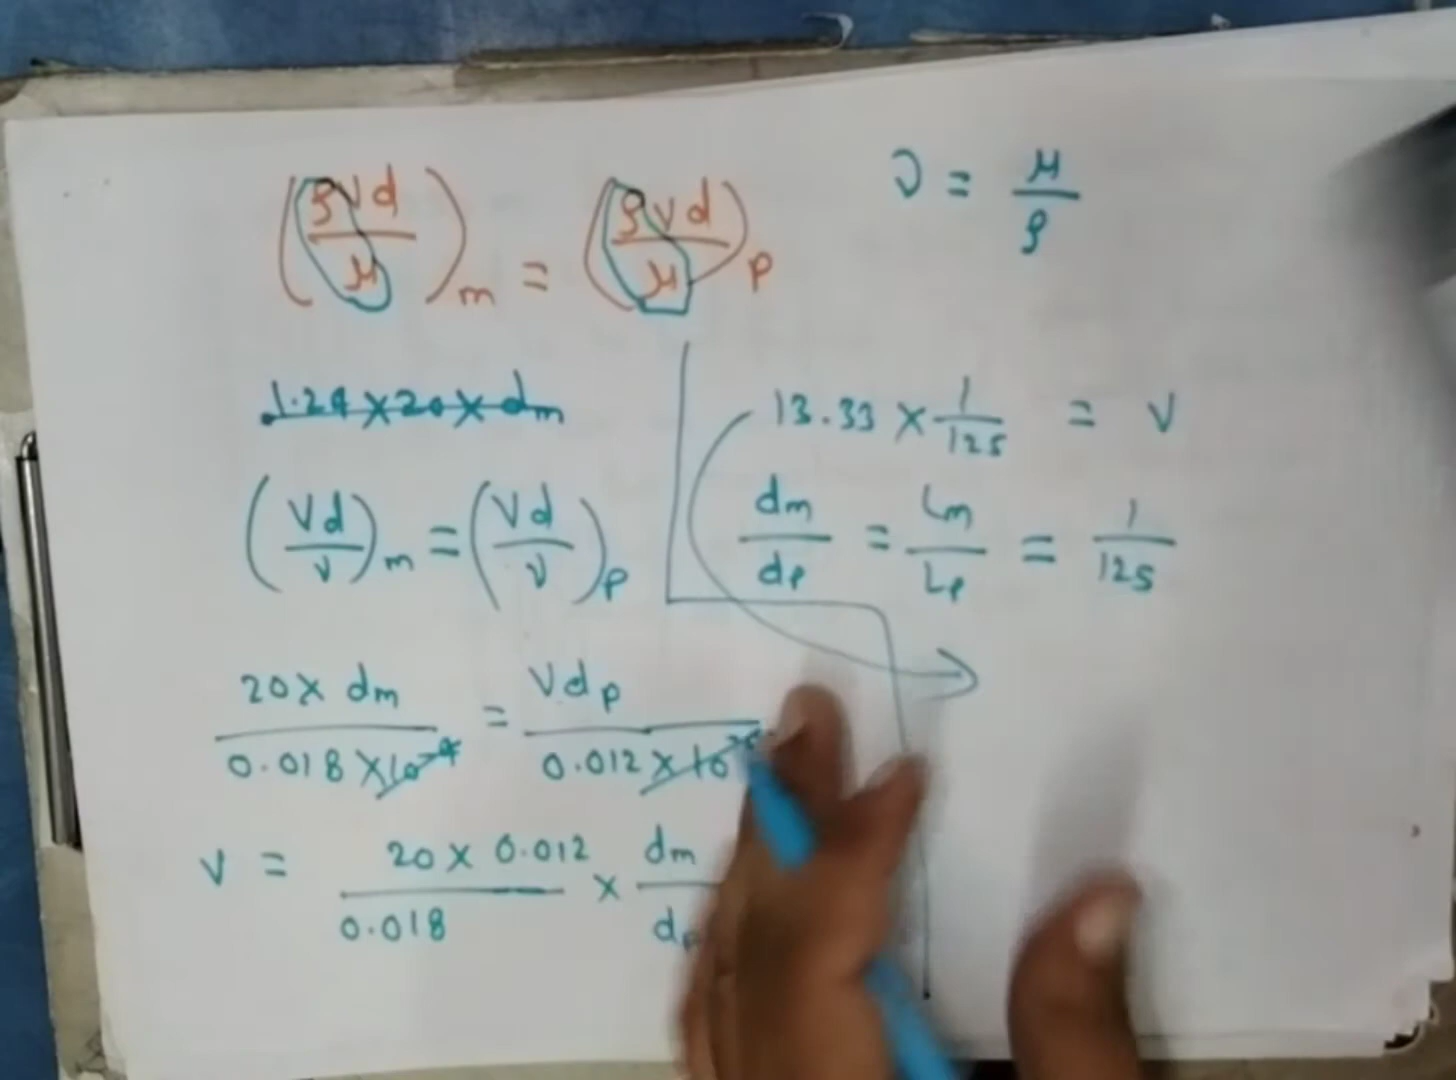 (ρvd/μ)m = (ρvd/μ)p
ν = μ/ρ
1.24 × 20 × dm
(Vd/ν)m = (Vd/ν)p
20 × dm / 0.018 × 10⁻⁴ = Vdp / 0.012 × 10
v = 20 × 0.012 / 0.018 × dm / dp
13.33 × 1/125 = V
dm/dp = Lm/Lp = 1/125